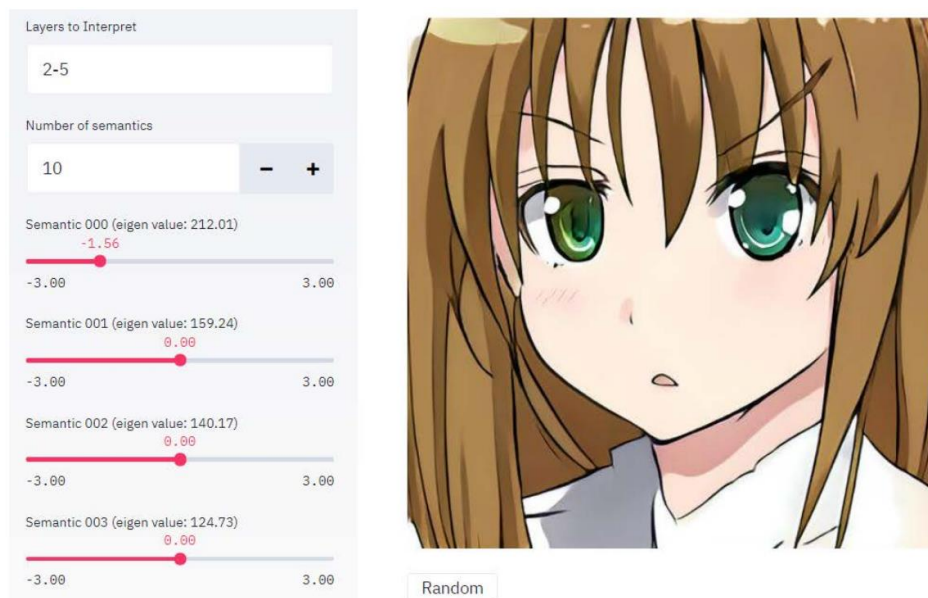 Layers to Interpret
2-5
Number of semantics
10 − +
Semantic 000 (eigen value: 212.01)
-1.56
-3.00 3.00
Semantic 001 (eigen value: 159.24)
0.00
-3.00 3.00
Semantic 002 (eigen value: 140.17)
0.00
-3.00 3.00
Semantic 003 (eigen value: 124.73)
0.00
-3.00 3.00
Random